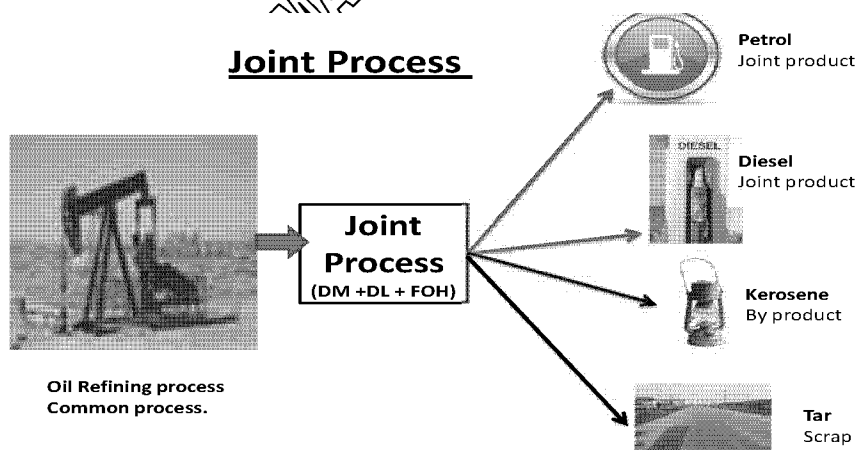 Joint Process
Petrol
Joint product
DIESEL
Diesel
Joint product
Joint
Process
(DM +DL + FOH)
Kerosene
By product
Oil Refining process
Common process.
Tar
Scrap